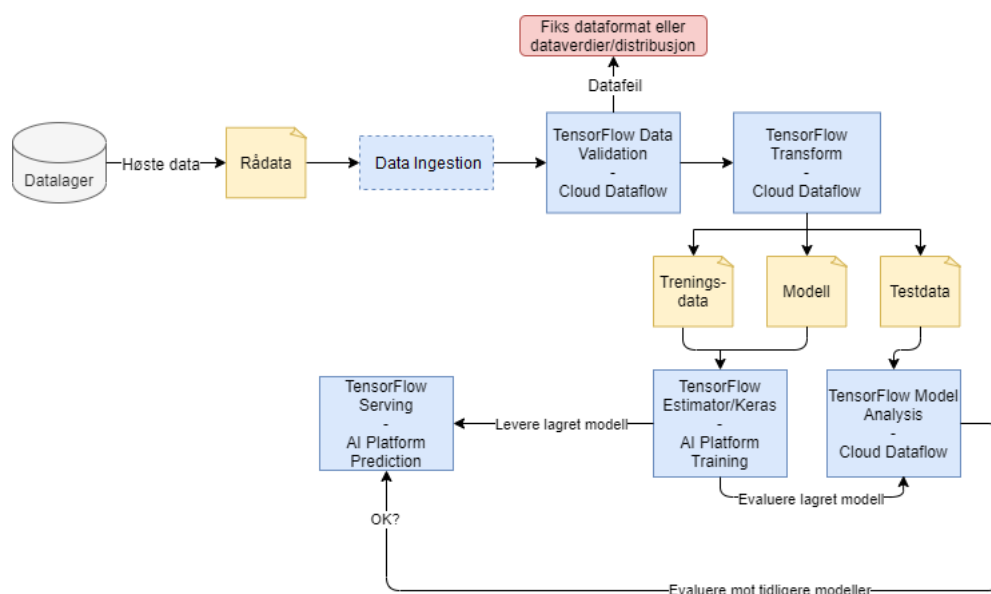 Fiks dataformat eller
dataverdier/distribusjon
Datafeil
Datalager
Høste data
Rådata
Data Ingestion
TensorFlow Data
Validation
-
Cloud Dataflow
TensorFlow
Transform
-
Cloud Dataflow
Trenings-
data
Modell
Testdata
TensorFlow
Serving
-
AI Platform
Prediction
Levere lagret modell
TensorFlow
Estimator/Keras
-
AI Platform
Training
TensorFlow Model
Analysis
-
Cloud Dataflow
Evaluere lagret modell
OK?
Evaluere mot tidligere modeller